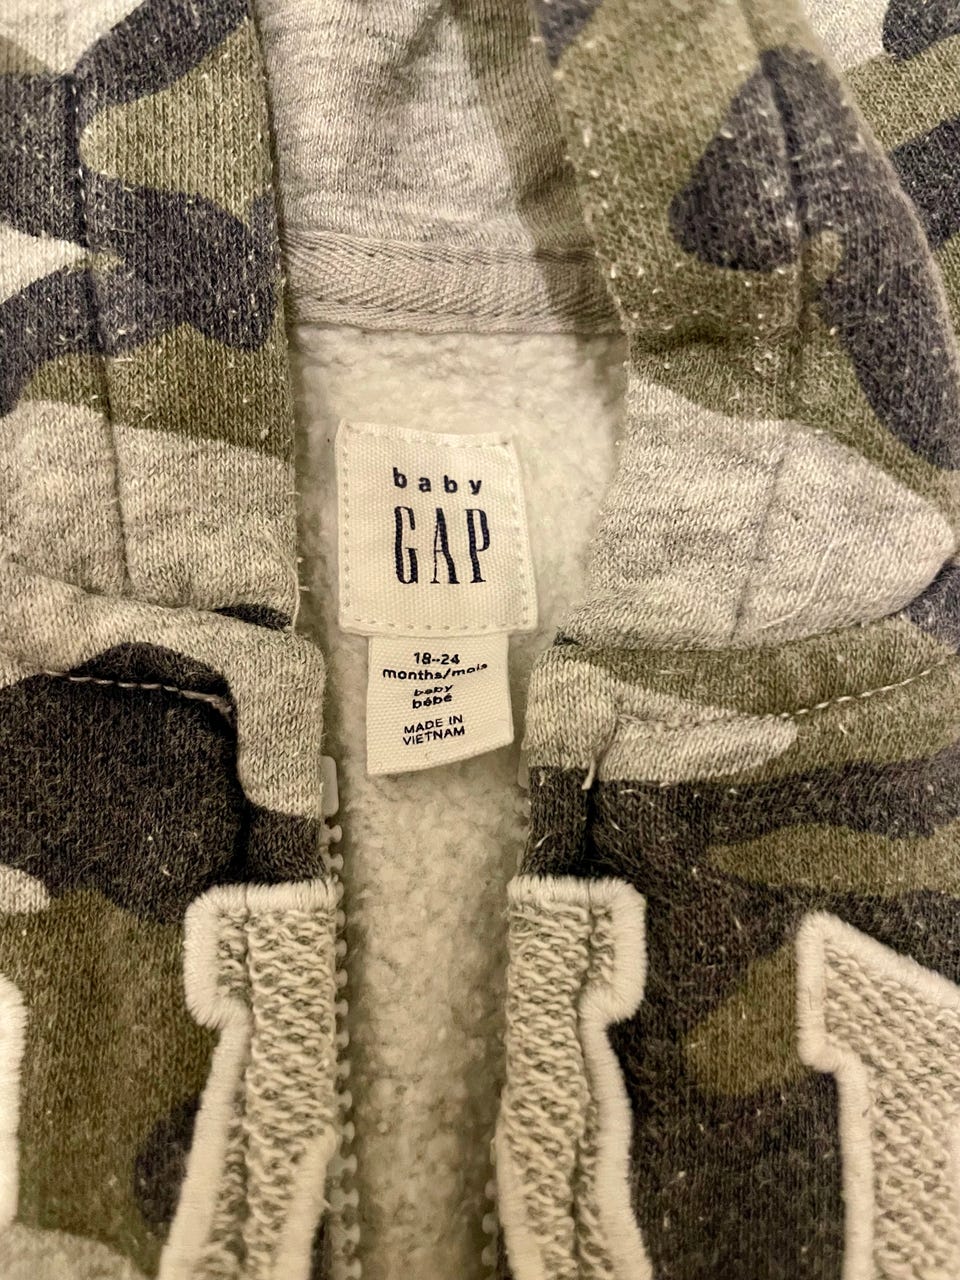 baby
GAP
18-24
months/mois
baby
bébé
MADE IN
VIETNAM